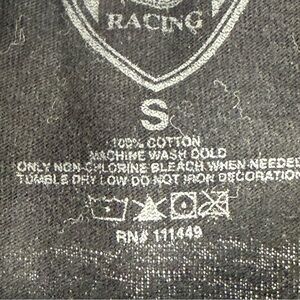 RACING
S
100% COTTON
MACHINE WASH COLD
ONLY NON-CHLORINE BLEACH WHEN NEEDED
TUMBLE DRY LOW DO NOT IRON DECORATION
RN# 111449